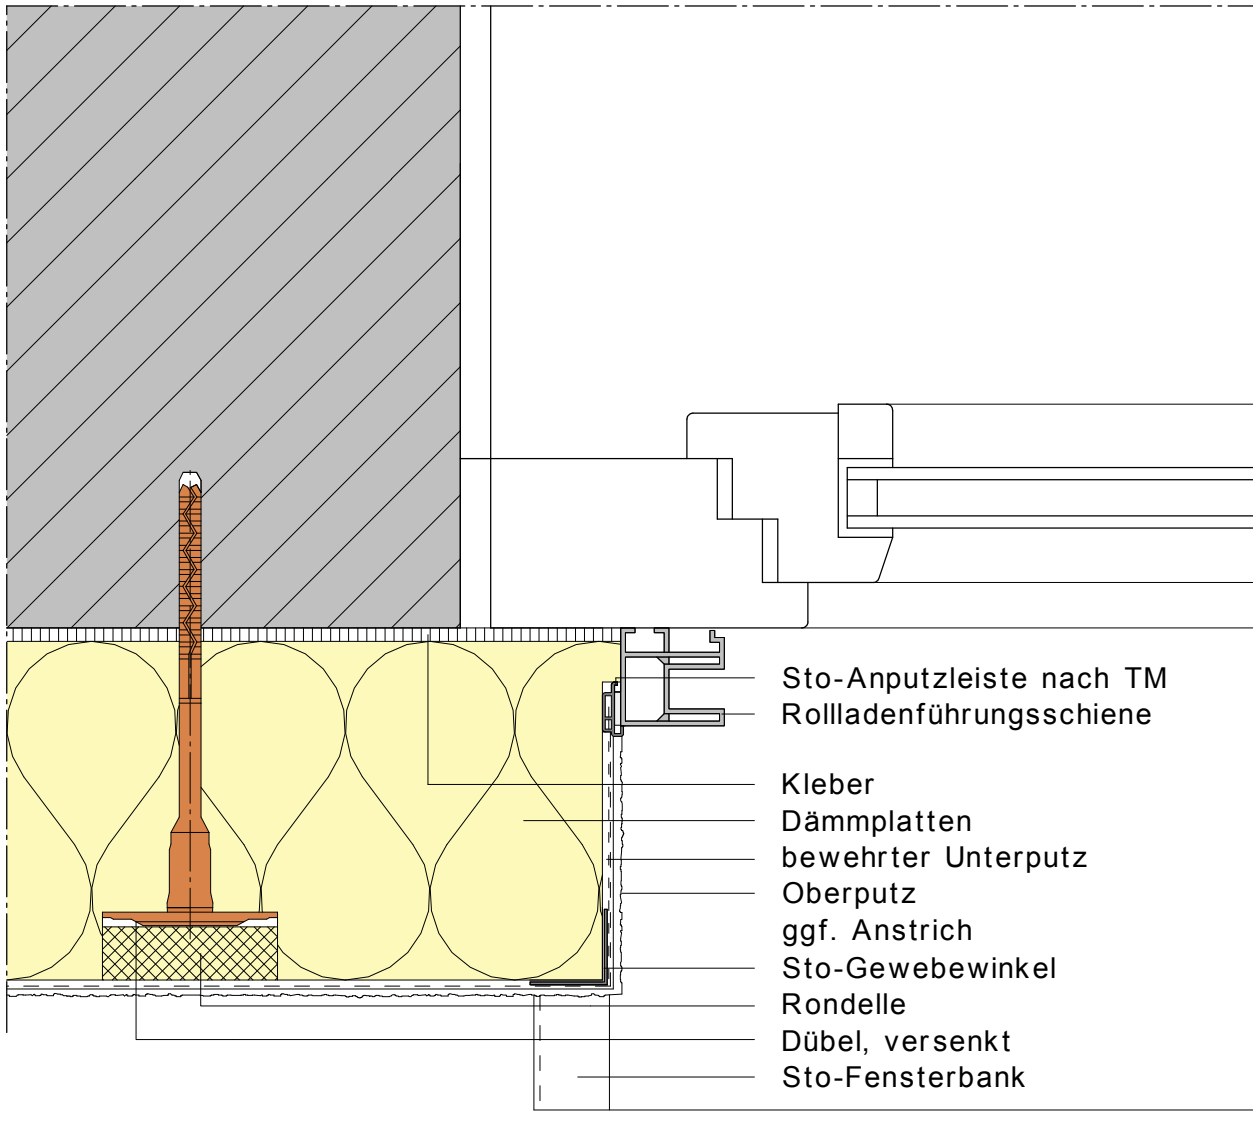 Sto-Anputzleiste nach TM
Rollladenführungsschiene
Kleber
Dämmplatten
bewehrter Unterputz
Oberputz
ggf. Anstrich
Sto-Gewebewinkel
Rondelle
Dübel, versenkt
Sto-Fensterbank